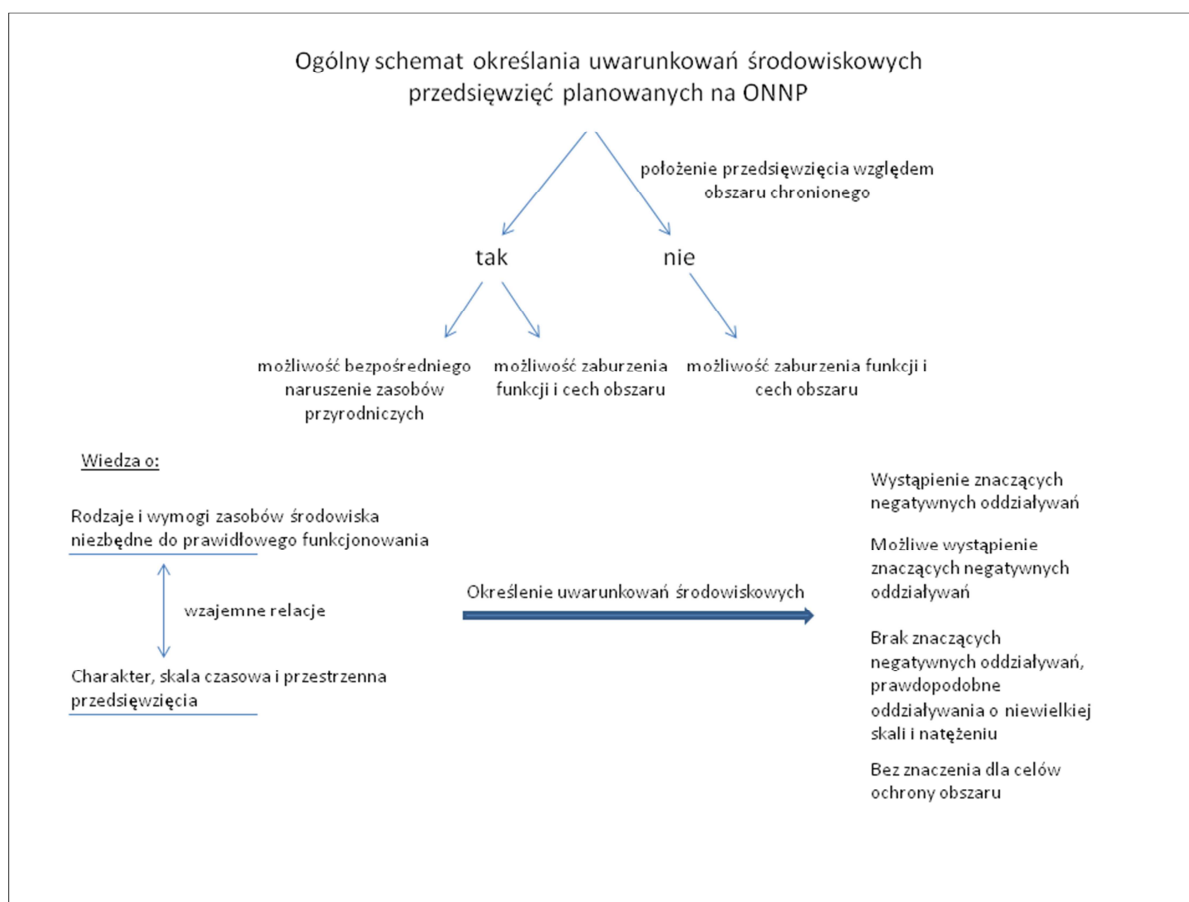 Ogólny schemat określania uwarunkowań środowiskowych
przedsięwzięć planowanych na ONNP
położenie przedsięwzięcia względem
obszaru chronionego
tak
nie
możliwość bezpośredniego
naruszenie zasobów
przyrodniczych
możliwość zaburzenia
funkcji i cech obszaru
możliwość zaburzenia funkcji i
cech obszaru
Wiedza o:
Rodzaje i wymogi zasobów środowiska
niezbędne do prawidłowego funkcjonowania
wzajemne relacje
Charakter, skala czasowa i przestrzenna
przedsięwzięcia
Określenie uwarunkowań środowiskowych
Wystąpienie znaczących
negatywnych oddziaływań
Możliwe wystąpienie
znaczących negatywnych
oddziaływań
Brak znaczących
negatywnych oddziaływań,
prawdopodobne
oddziaływania o niewielkiej
skali i natężeniu
Bez znaczenia dla celów
ochrony obszaru